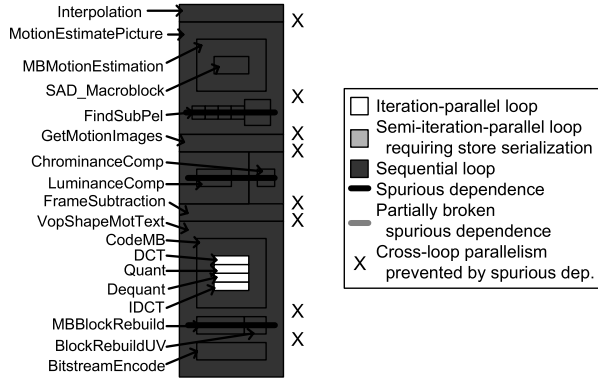 Interpolation
X
MotionEstimatePicture
MBMotionEstimation
SAD_Macroblock
X
FindSubPel
GetMotionImages
X
X
ChrominanceComp
LuminanceComp
FrameSubtraction
X
VopShapeMotText
X
CodeMB
DCT
Quant
Dequant
IDCT
X
MBBlockRebuild
BlockRebuildUV
X
BitstreamEncode
Iteration-parallel loop
Semi-iteration-parallel loop
requiring store serialization
Sequential loop
Spurious dependence
Partially broken
spurious dependence
X Cross-loop parallelism
prevented by spurious dep.